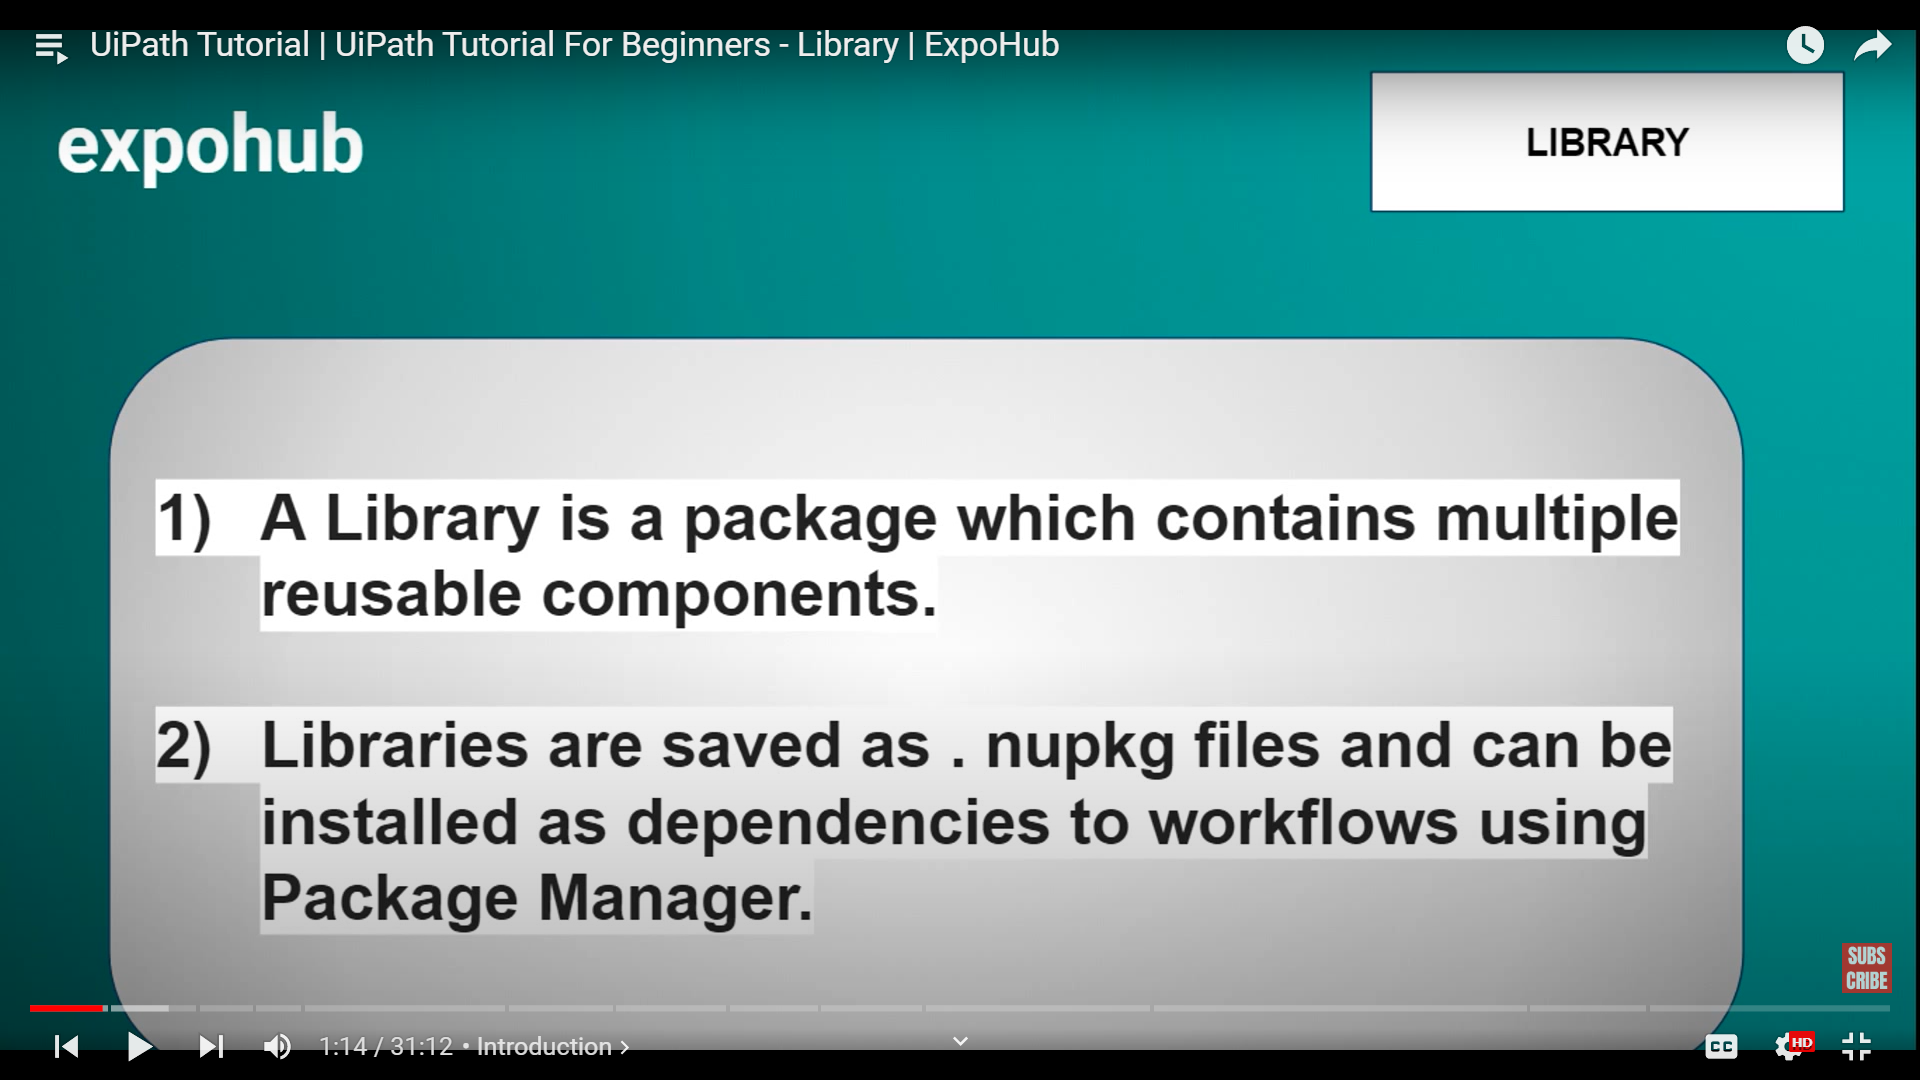 UiPath Tutorial | UiPath Tutorial For Beginners - Library | ExpoHub
expohub
LIBRARY
1) A Library is a package which contains multiple
reusable components.
2) Libraries are saved as . nupkg files and can be
installed as dependencies to workflows using
Package Manager.
SUBS
CRIBE
1:14 / 31:12 • Introduction ›
CC
HD